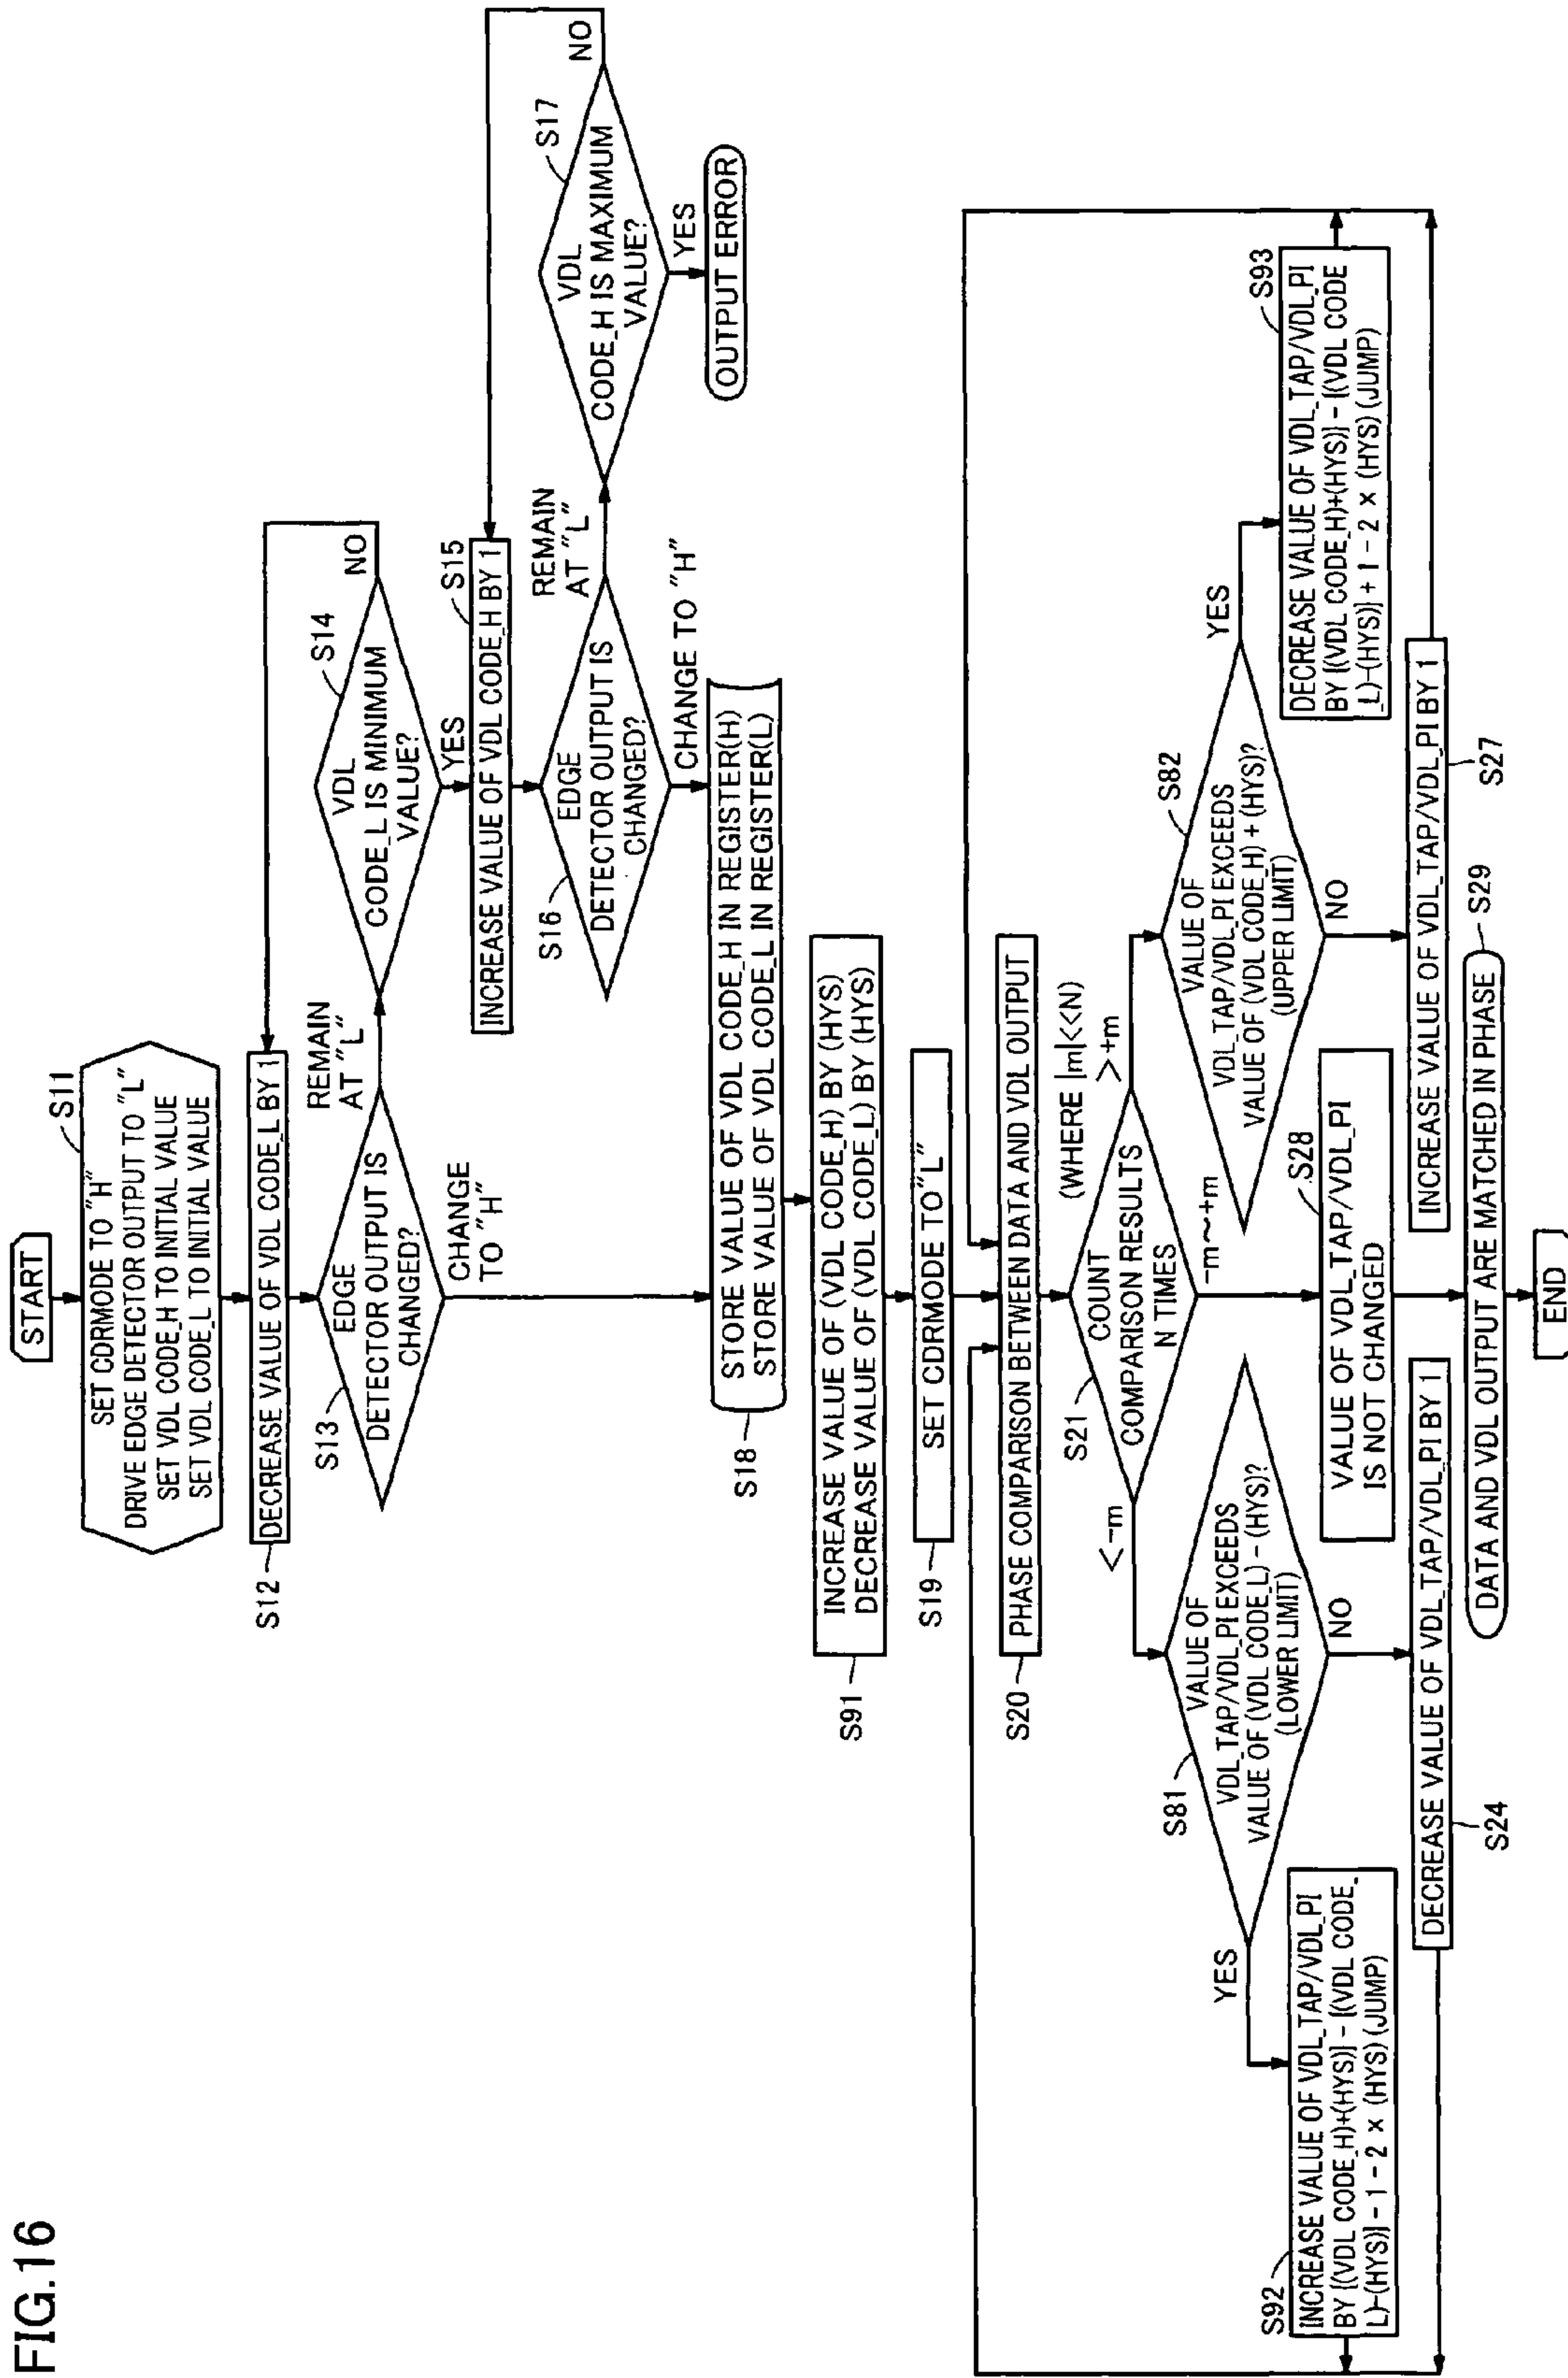 FIG.16
START
S11
SET CDRMODE TO "H"
DRIVE EDGE DETECTOR OUTPUT TO "L"
SET VDL CODE_H TO INITIAL VALUE
SET VDL CODE_L TO INITIAL VALUE
S12
DECREASE VALUE OF VDL CODE_L BY 1
S13
EDGE
DETECTOR OUTPUT IS
CHANGED?
REMAIN
AT "L"
CHANGE
TO "H"
S14
VDL
CODE_L IS MINIMUM
VALUE?
NO
YES
S15
INCREASE VALUE OF VDL CODE_H BY 1
S16
EDGE
DETECTOR OUTPUT IS
CHANGED?
REMAIN
AT "L"
CHANGE TO "H"
S17
VDL
CODE_H IS MAXIMUM
VALUE?
NO
YES
OUTPUT ERROR
S18
STORE VALUE OF VDL CODE_H IN REGISTER(H)
STORE VALUE OF VDL CODE_L IN REGISTER(L)
S91
INCREASE VALUE OF (VDL CODE_H) BY (HYS)
DECREASE VALUE OF (VDL CODE_L) BY (HYS)
S19
SET CDRMODE TO "L"
S20
PHASE COMPARISON BETWEEN DATA AND VDL OUTPUT
S21
COUNT
COMPARISON RESULTS
N TIMES
(WHERE |m|<<N)
<-m
-m~+m
>+m
S81
VALUE OF
VDL_TAP/VDL_PI EXCEEDS
VALUE OF (VDL CODE_L) - (HYS)?
(LOWER LIMIT)
YES
NO
S92
INCREASE VALUE OF VDL_TAP/VDL_PI
BY [(VDL CODE_H)+(HYS)] - [(VDL CODE_
L)-(HYS)] - 1 - 2 × (HYS) (JUMP)
S24
DECREASE VALUE OF VDL_TAP/VDL_PI BY 1
S28
VALUE OF VDL_TAP/VDL_PI
IS NOT CHANGED
S82
VALUE OF
VDL_TAP/VDL_PI EXCEEDS
VALUE OF (VDL CODE_H) + (HYS)?
(UPPER LIMIT)
YES
NO
S93
DECREASE VALUE OF VDL_TAP/VDL_PI
BY [(VDL CODE_H)+(HYS)] - [(VDL CODE
_L)-(HYS)] + 1 - 2 × (HYS) (JUMP)
INCREASE VALUE OF VDL_TAP/VDL_PI BY 1
S27
S29
DATA AND VDL OUTPUT ARE MATCHED IN PHASE
END